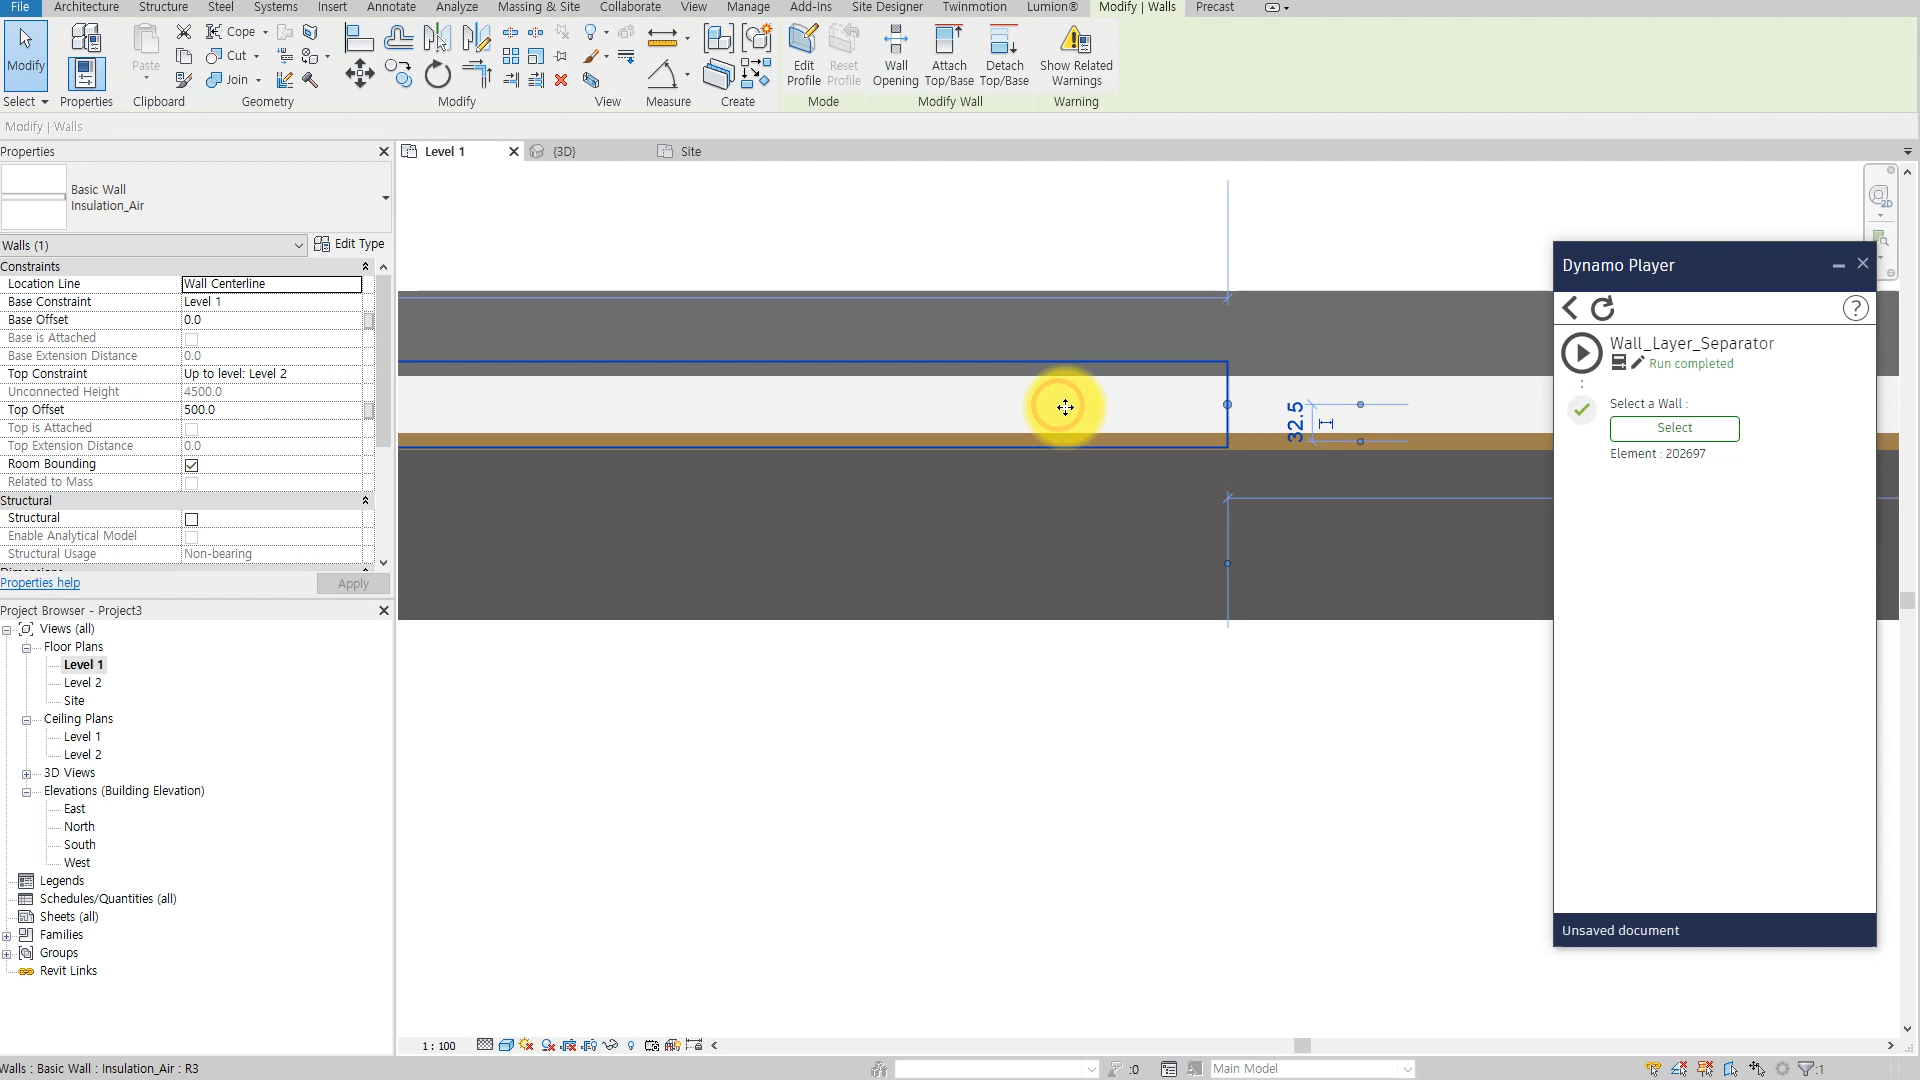 File Architecture Structure Steel Systems Insert Annotate Analyze Massing & Site Collaborate View Manage Add-Ins Site Designer Twinmotion Lumion® Modify | Walls Precast
Modify
Paste
Cope
Cut
Join
Edit Profile
Reset Profile
Wall Opening
Attach Top/Base
Detach Top/Base
Show Related Warnings
Select Properties Clipboard Geometry Modify View Measure Create Mode Modify Wall Warning
Modify | Walls
Properties
Level 1
{3D}
Site
Basic Wall
Insulation_Air
Walls (1)
Edit Type
Constraints
Location Line Wall Centerline
Base Constraint Level 1
Base Offset 0.0
Base is Attached
Base Extension Distance 0.0
Top Constraint Up to level: Level 2
Unconnected Height 4500.0
Top Offset 500.0
Top is Attached
Top Extension Distance 0.0
Room Bounding
Related to Mass
Structural
Structural
Enable Analytical Model
Structural Usage Non-bearing
Properties help
Apply
Project Browser - Project3
Views (all)
Floor Plans
Level 1
Level 2
Site
Ceiling Plans
Level 1
Level 2
3D Views
Elevations (Building Elevation)
East
North
South
West
Legends
Schedules/Quantities (all)
Sheets (all)
Families
Groups
Revit Links
32.5
2D
Dynamo Player
?
Wall_Layer_Separator
Run completed
:
Select a Wall :
Select
Element : 202697
Unsaved document
1 : 100
Walls : Basic Wall : Insulation_Air : R3
:0
Main Model
:1